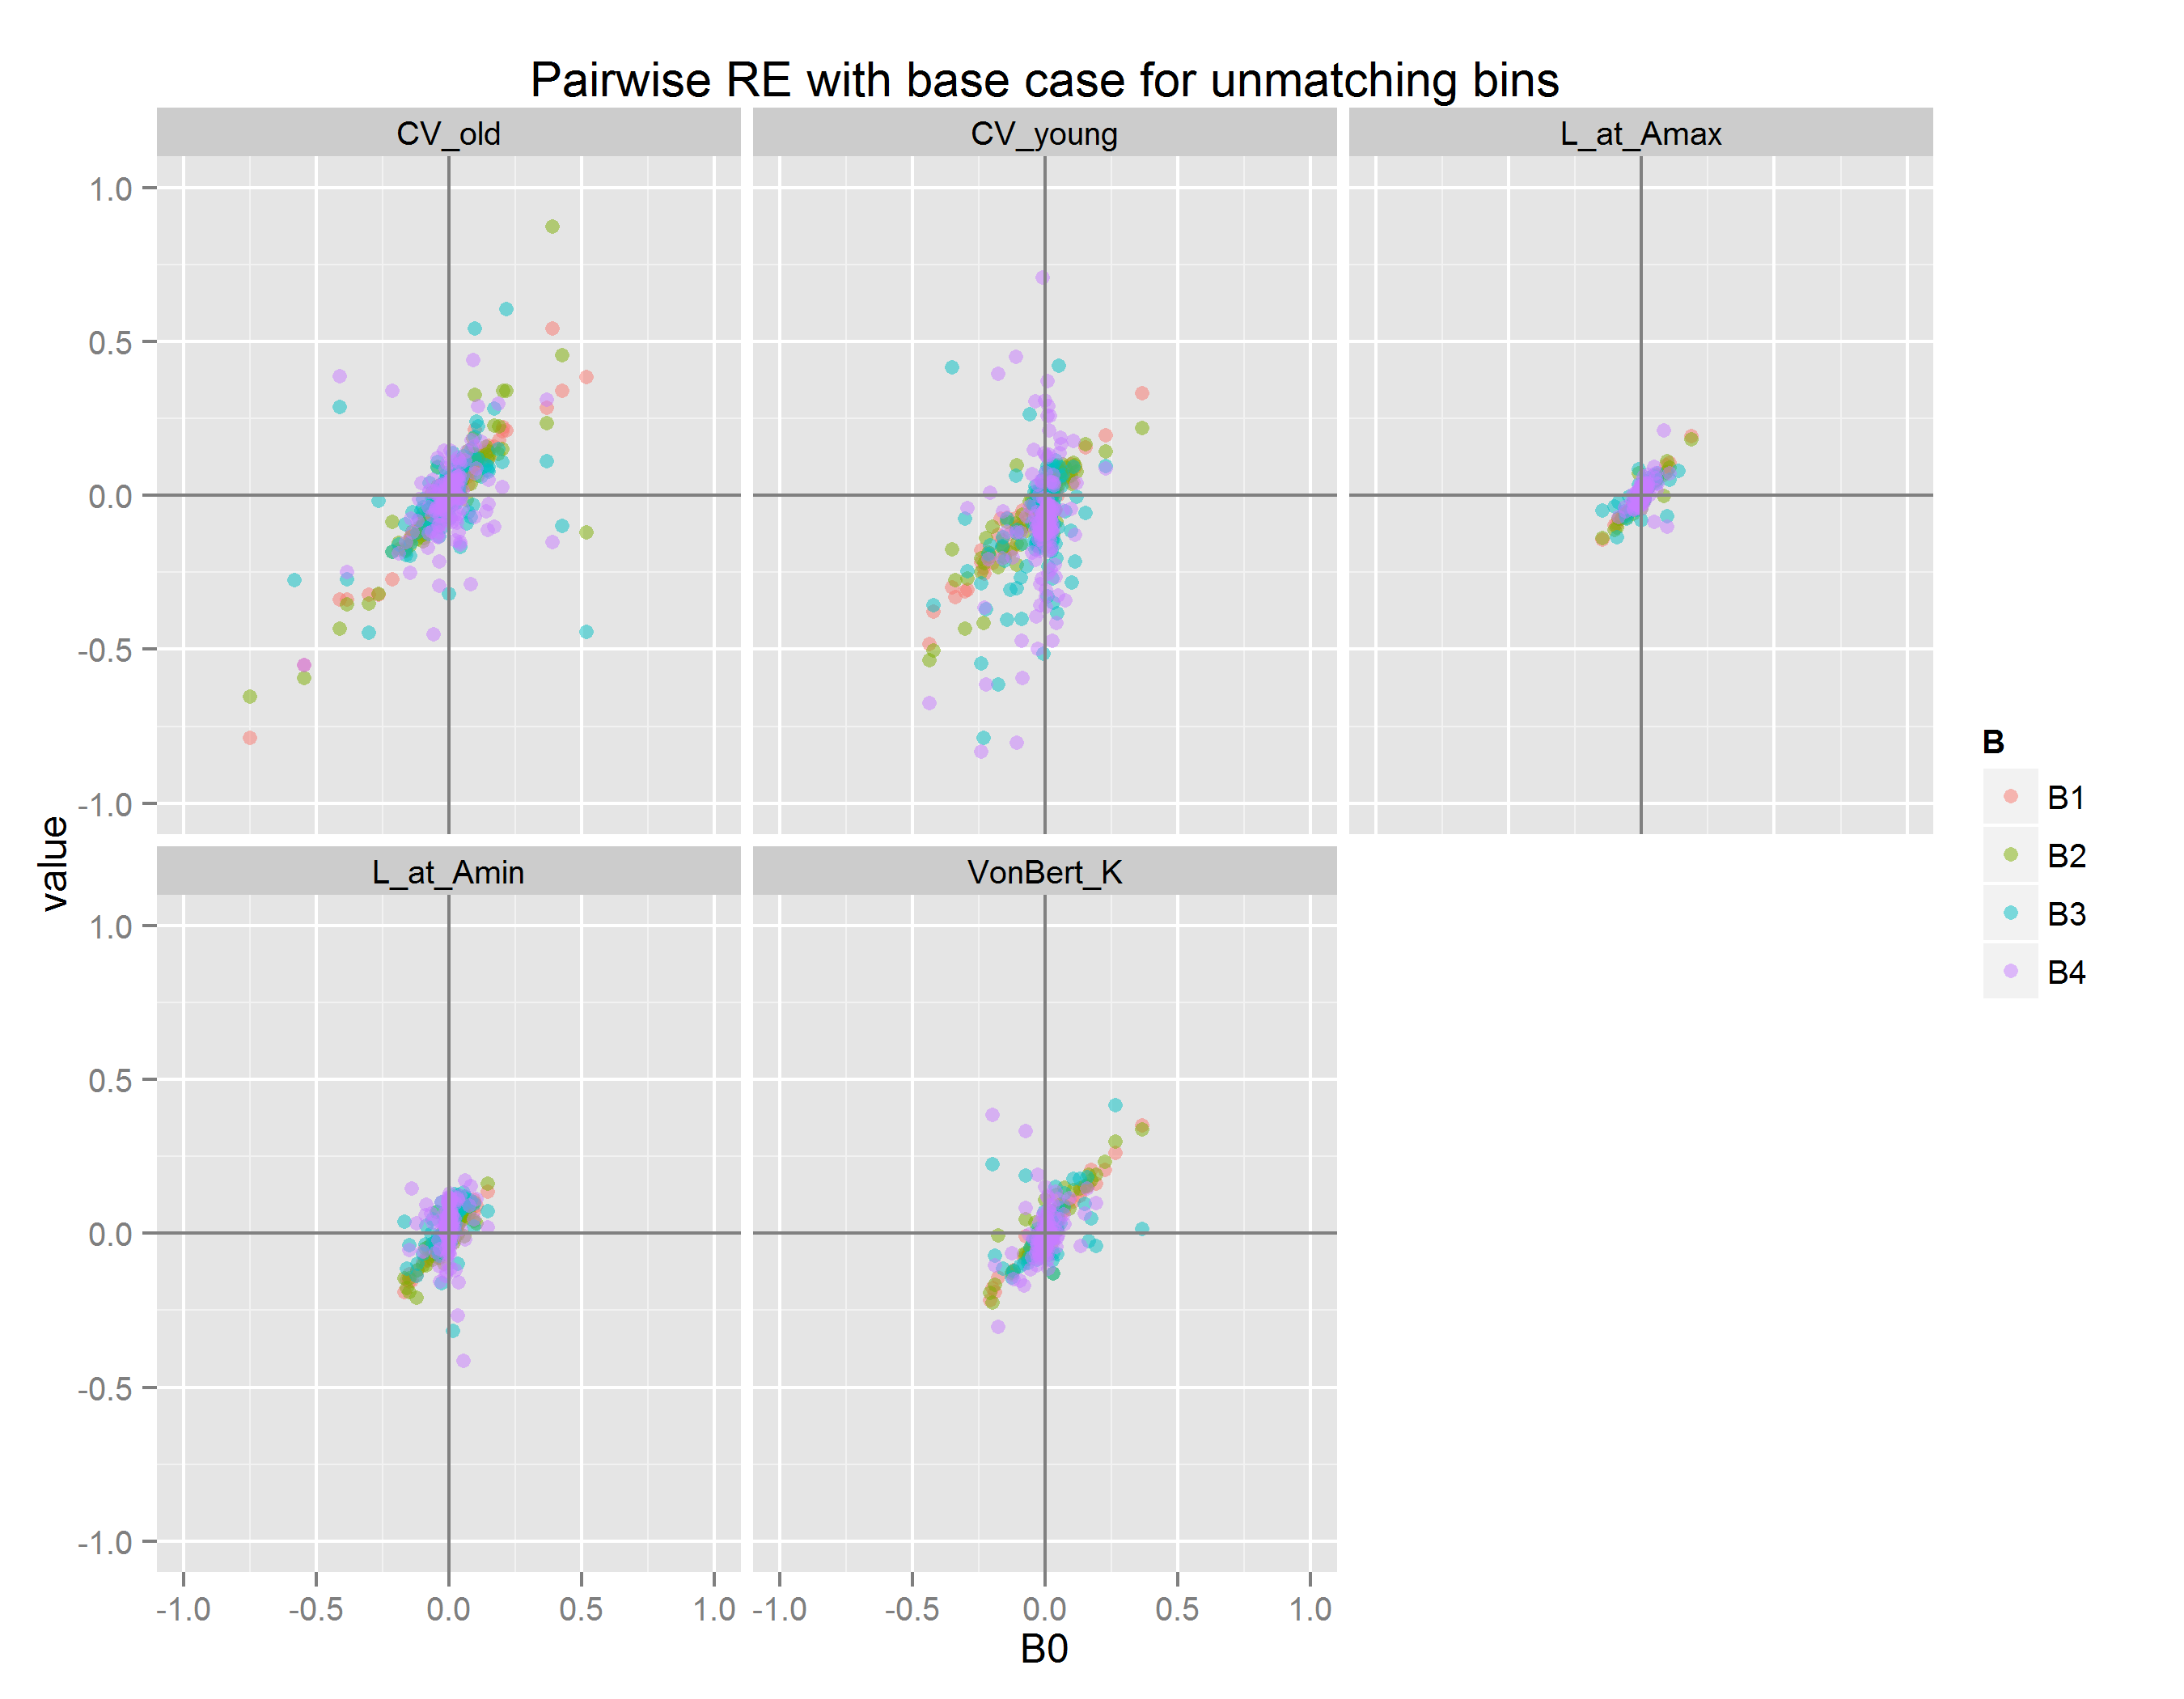 Pairwise RE with base case for unmatching bins
CV_old
CV_young
L_at_Amax
1.0
0.5
0.0
-0.5
-1.0
value
B
B1
B2
B3
B4
L_at_Amin
VonBert_K
1.0
0.5
0.0
-0.5
-1.0
-1.0 -0.5 0.0 0.5 1.0 -1.0 -0.5 0.0 0.5 1.0
B0